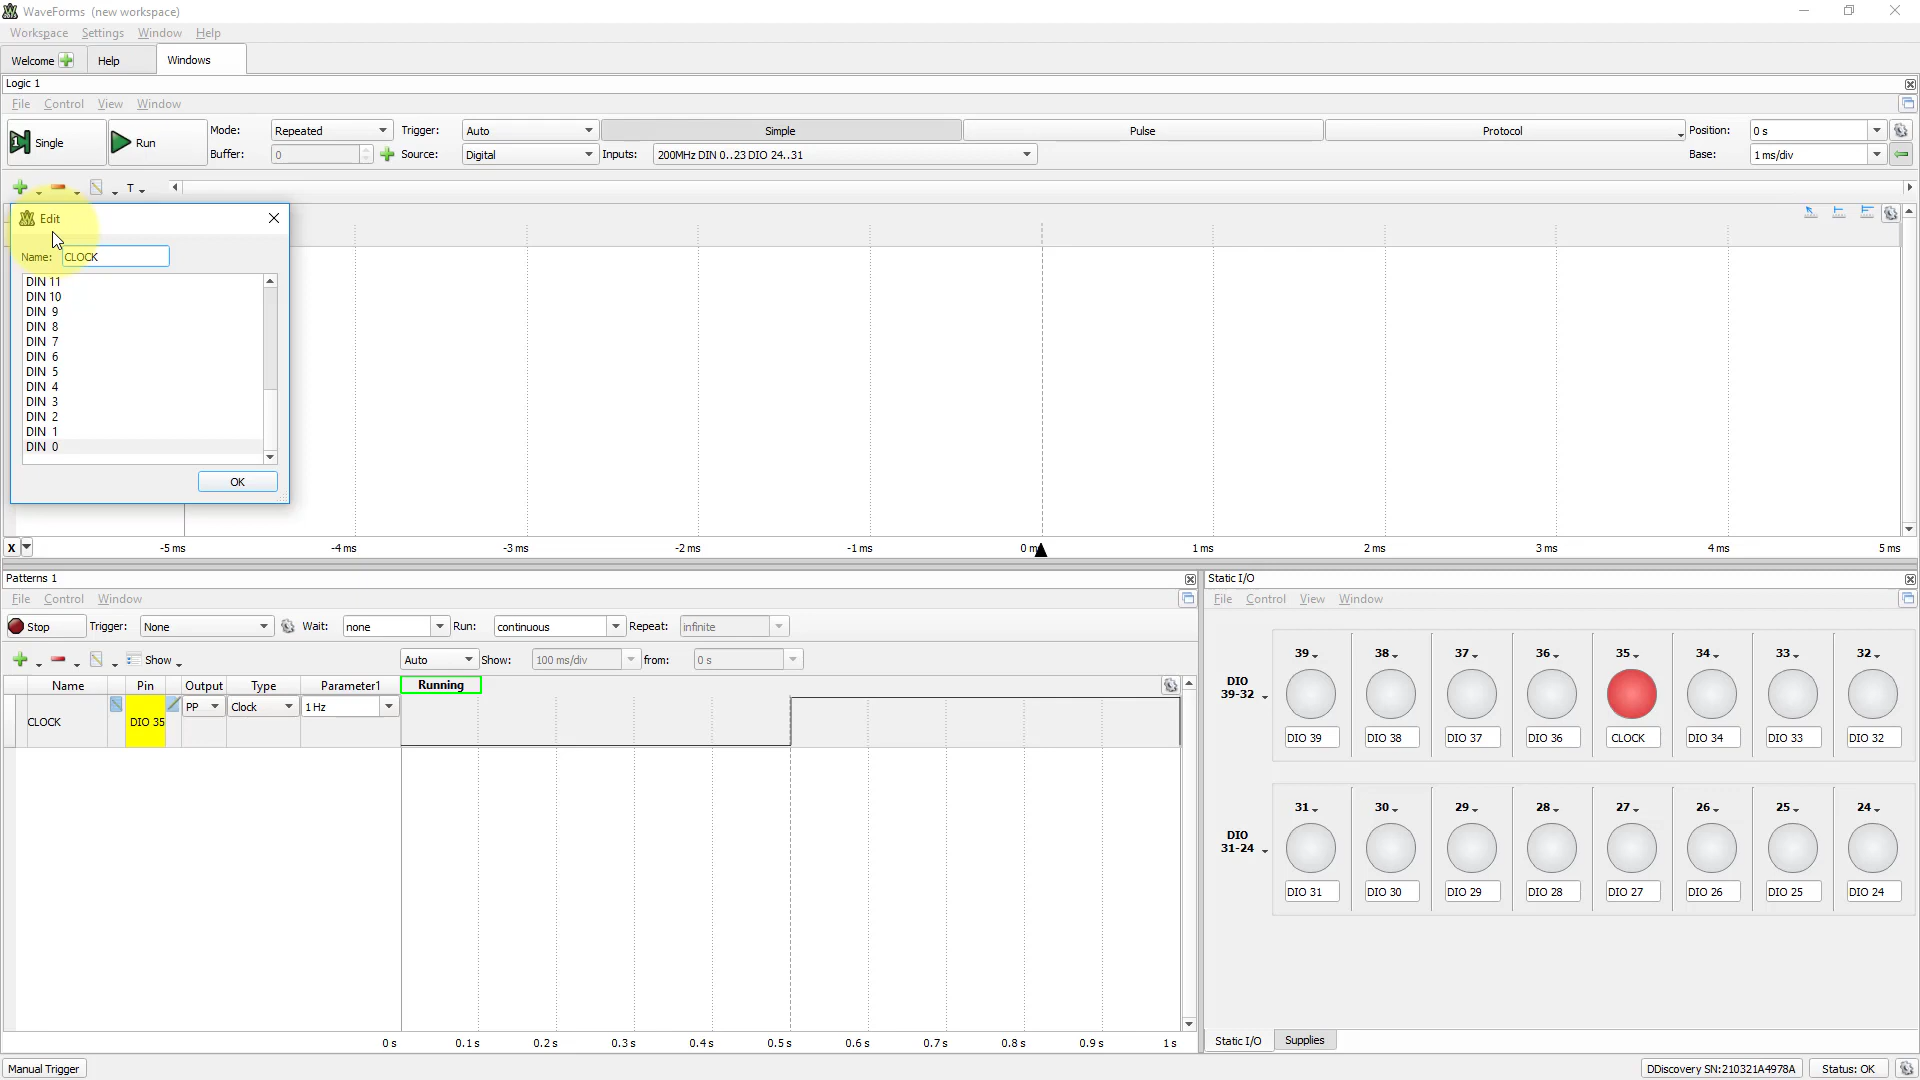 WaveForms (new workspace)
Workspace Settings Window Help
Welcome Help Windows
Logic 1
File Control View Window
Single Run Mode: Repeated Trigger: Auto Simple Pulse Protocol Position: 0 s
Buffer: 0 Source: Digital Inputs: 200MHz DIN 0..23 DIO 24..31 Base: 1 ms/div
T
Edit
Name: CLOCK
DIN 11
DIN 10
DIN 9
DIN 8
DIN 7
DIN 6
DIN 5
DIN 4
DIN 3
DIN 2
DIN 1
DIN 0
OK
X -5 ms -4 ms -3 ms -2 ms -1 ms 0 m 1 ms 2 ms 3 ms 4 ms 5 ms
Patterns 1
File Control Window
Stop Trigger: None Wait: none Run: continuous Repeat: infinite
Show Auto Show: 100 ms/div from: 0 s
Name Pin Output Type Parameter1 Running
CLOCK DIO 35 PP Clock 1 Hz
0 s 0.1 s 0.2 s 0.3 s 0.4 s 0.5 s 0.6 s 0.7 s 0.8 s 0.9 s 1 s
Static I/O
File Control View Window
39 38 37 36 35 34 33 32
DIO
39-32
DIO 39 DIO 38 DIO 37 DIO 36 CLOCK DIO 34 DIO 33 DIO 32
31 30 29 28 27 26 25 24
DIO
31-24
DIO 31 DIO 30 DIO 29 DIO 28 DIO 27 DIO 26 DIO 25 DIO 24
Static I/O Supplies
Manual Trigger DDiscovery SN:210321A4978A Status: OK